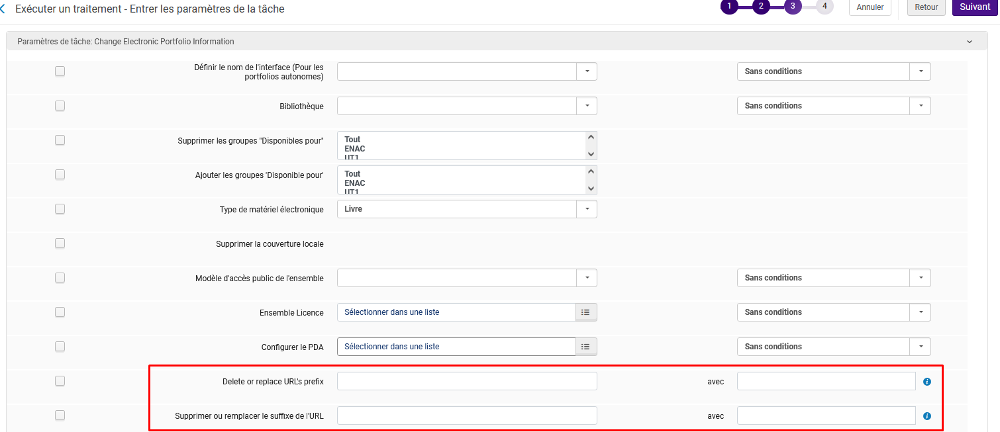 Exécuter un traitement - Entrer les paramètres de la tâche
1 2 3 4
Annuler Retour Suivant
Paramètres de tâche: Change Electronic Portfolio Information
Définir le nom de l'interface (Pour les
portfolios autonomes)
Sans conditions
Bibliothèque
Sans conditions
Supprimer les groupes "Disponibles pour"
Tout
ENAC
UT1
Ajouter les groupes 'Disponible pour'
Tout
ENAC
UT1
Type de matériel électronique
Livre
Supprimer la couverture locale
Modèle d'accès public de l'ensemble
Sans conditions
Ensemble Licence
Sélectionner dans une liste
Sans conditions
Configurer le PDA
Sélectionner dans une liste
Sans conditions
Delete or replace URL's prefix
avec
Supprimer ou remplacer le suffixe de l'URL
avec